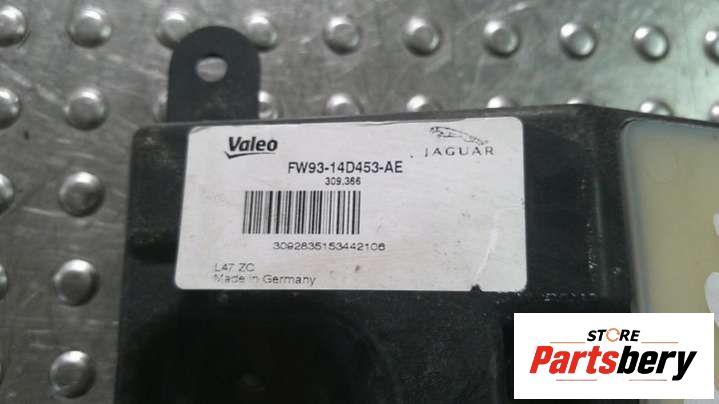 Valeo
JAGUAR
FW93-14D453-AE
309.366
3092835153442106
L47 ZC
Made in Germany
STORE
Partsbery